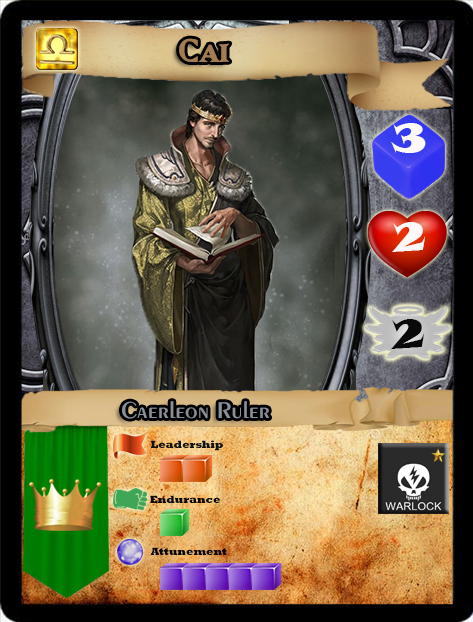 Cai
3
2
2
Caerleon Ruler
Leadership
Endurance
Attunement
WARLOCK